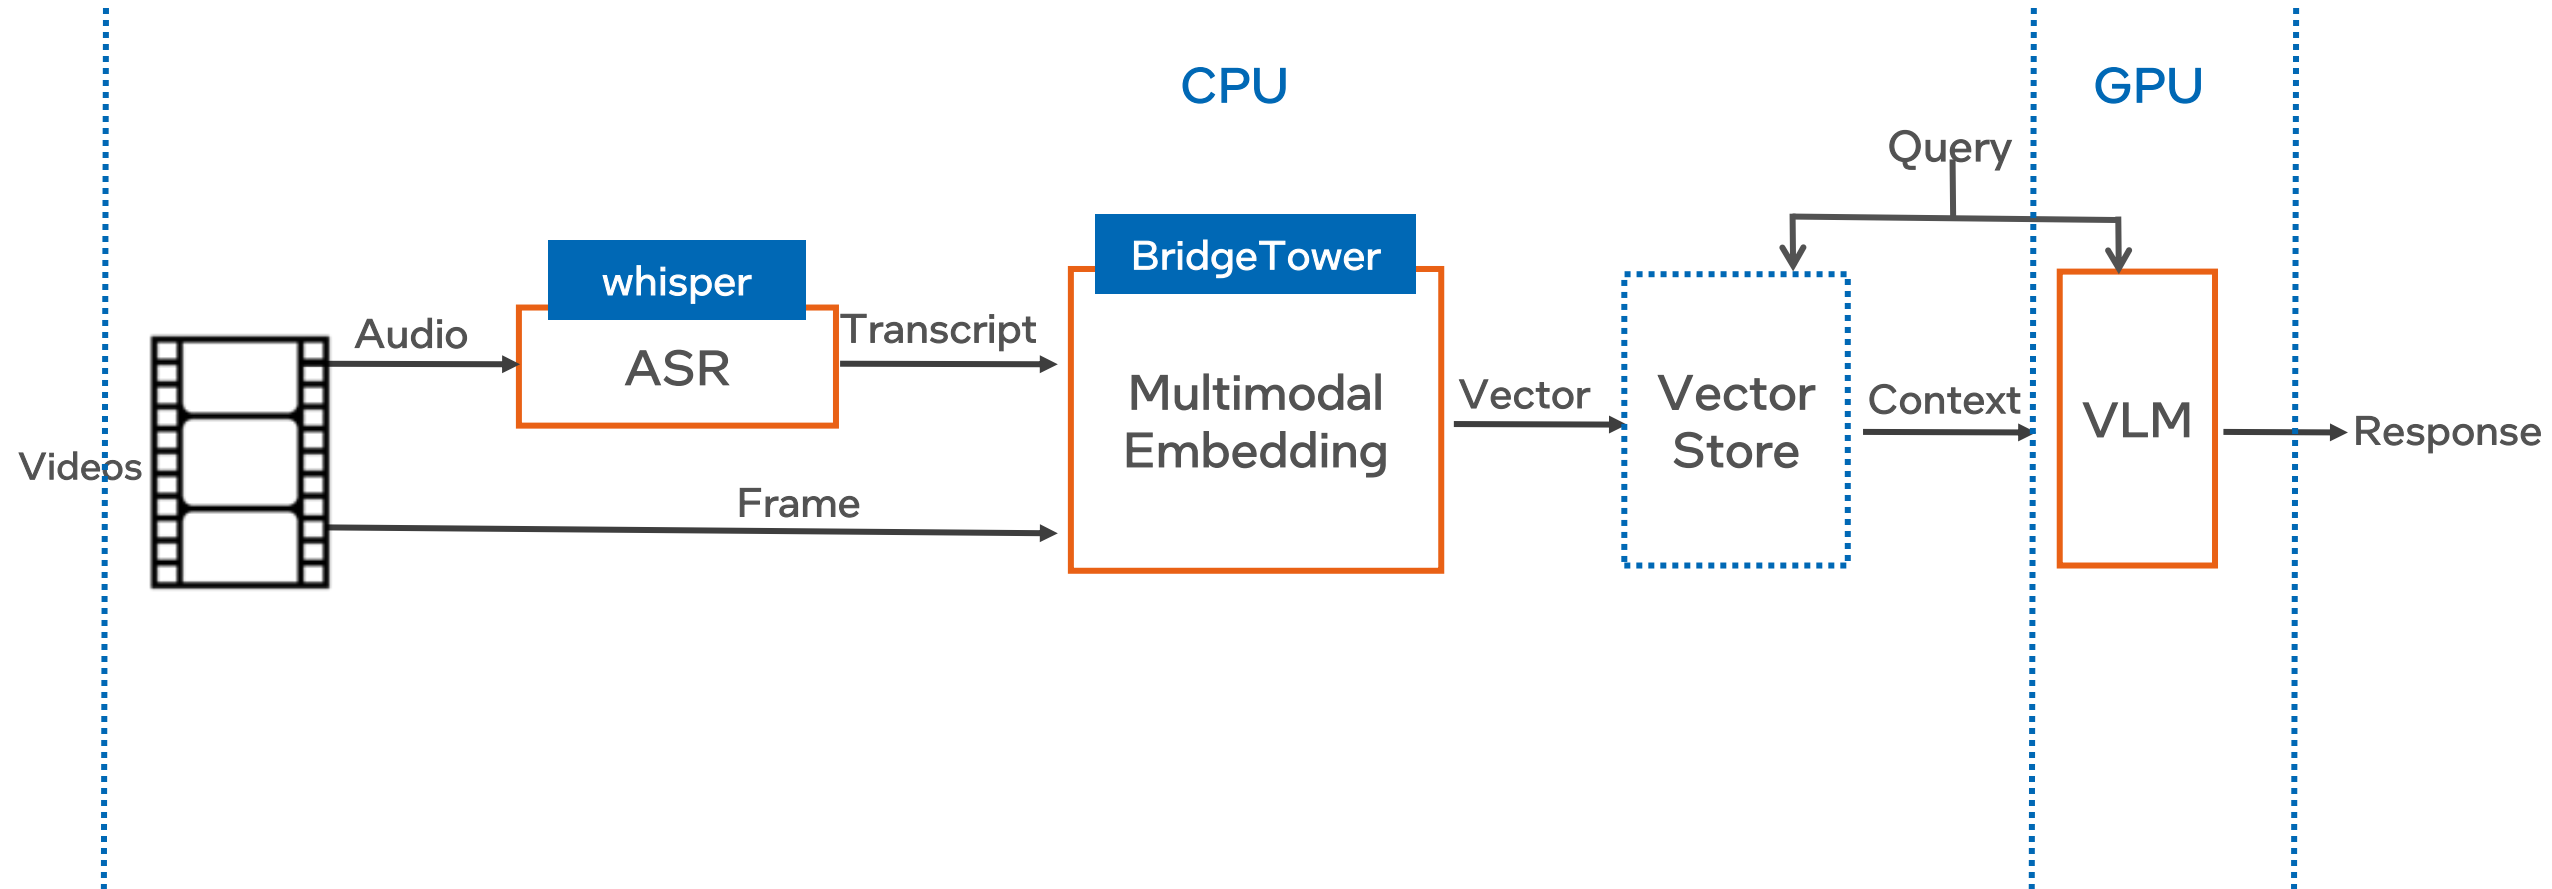 CPU
GPU
Query
whisper
BridgeTower
Audio
ASR
Transcript
Multimodal
Embedding
Vector
Vector
Store
Context
VLM
Response
Videos
Frame